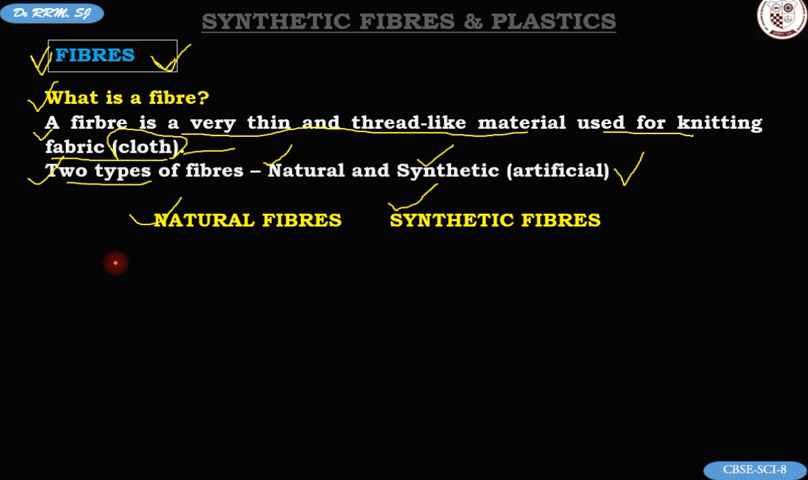 Dr RRM, SJ
SYNTHETIC FIBRES & PLASTICS
FIBRES
What is a fibre?
A firbre is a very thin and thread-like material used for knitting
fabric (cloth).
Two types of fibres – Natural and Synthetic (artificial)
NATURAL FIBRES SYNTHETIC FIBRES
CBSE-SCI-8